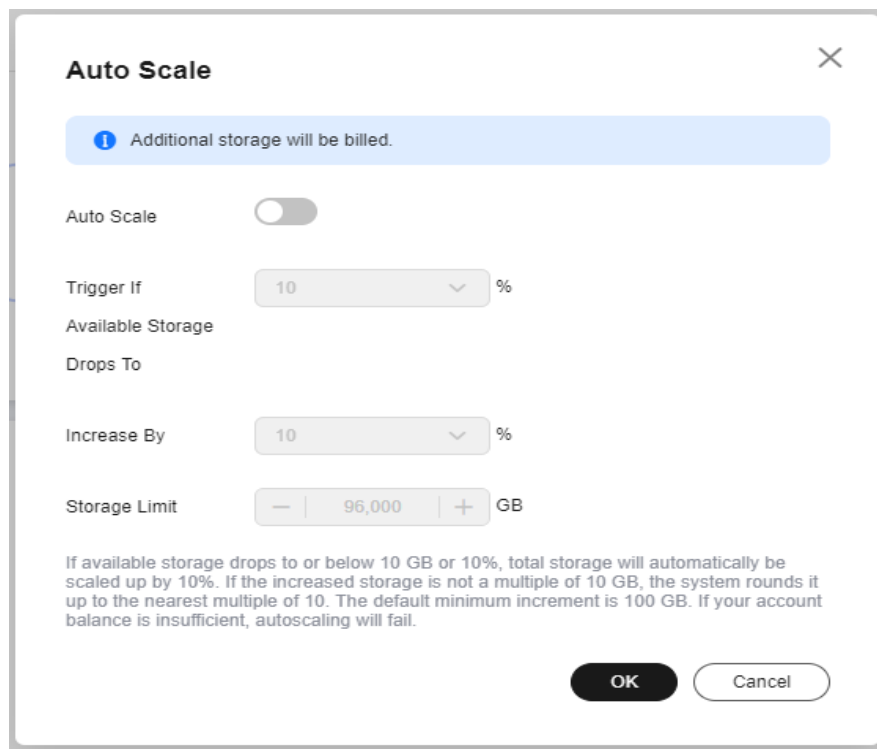 Auto Scale
Additional storage will be billed.
Auto Scale
Trigger If
Available Storage
Drops To
10
%
Increase By
10
%
Storage Limit
96,000
GB
If available storage drops to or below 10 GB or 10%, total storage will automatically be
scaled up by 10%. If the increased storage is not a multiple of 10 GB, the system rounds it
up to the nearest multiple of 10. The default minimum increment is 100 GB. If your account
balance is insufficient, autoscaling will fail.
OK
Cancel